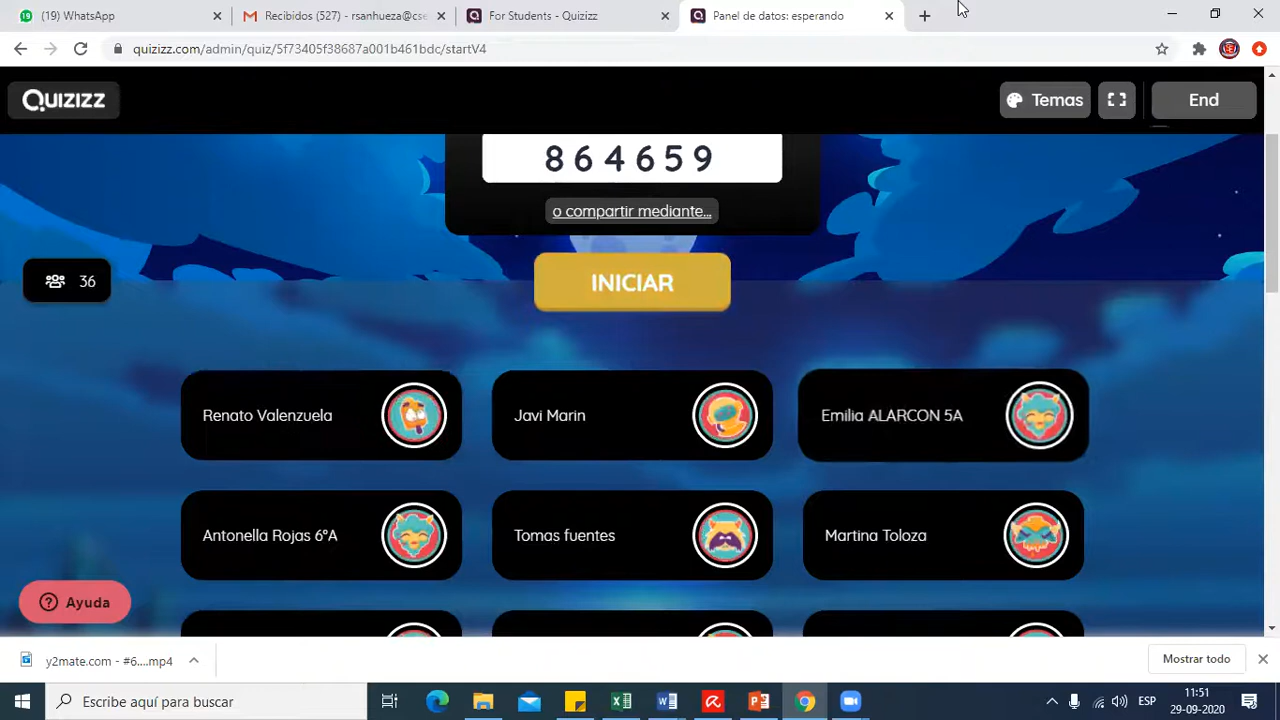 (19) WhatsApp
Recibidos (527) - rsanhueza@cse
For Students - Quizizz
Panel de datos: esperando
quizizz.com/admin/quiz/5f73405f38687a001b461bdc/startV4
QUIZIZZ
Temas
End
864659
o compartir mediante...
36
INICIAR
Renato Valenzuela
Javi Marin
Emilia ALARCON 5A
Antonella Rojas 6°A
Tomas fuentes
Martina Toloza
Ayuda
y2mate.com - #6....mp4
Mostrar todo
Escribe aquí para buscar
ESP
11:51
29-09-2020